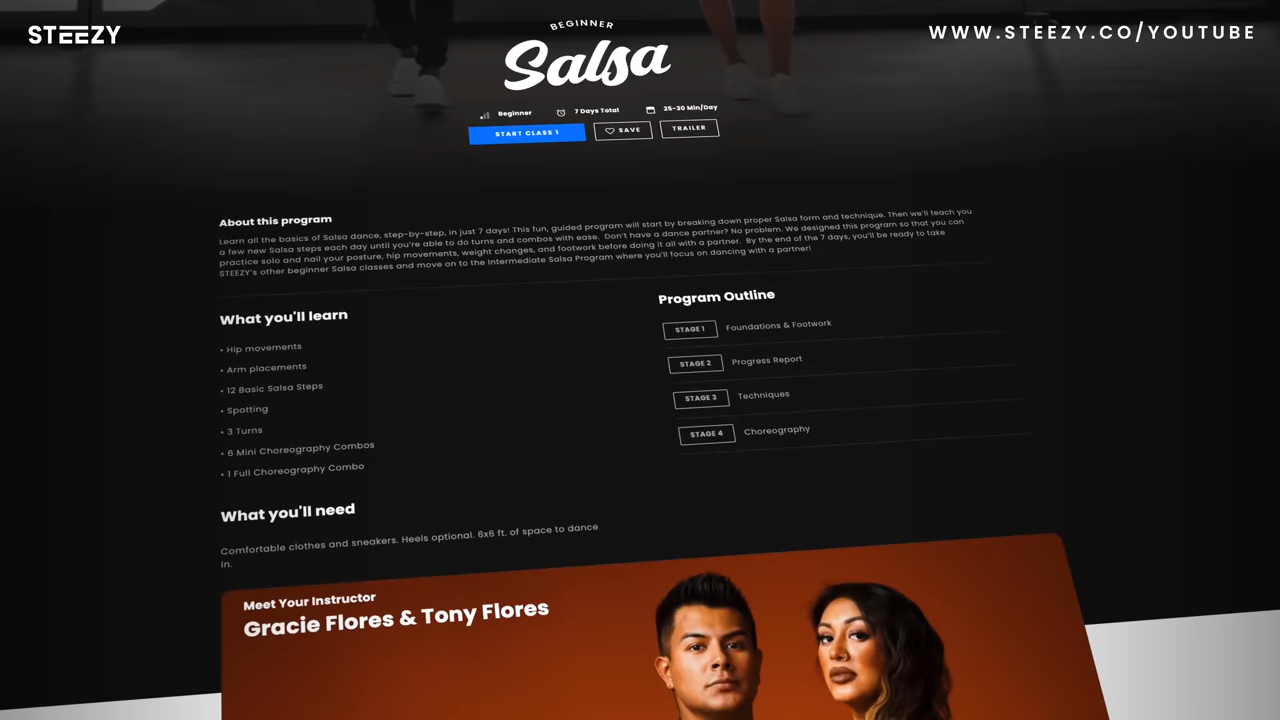 STEEZY
WWW.STEEZY.CO/YOUTUBE
BEGINNER
Salsa
Beginner
7 Days Total
25-30 Min/Day
START CLASS 1
SAVE
TRAILER
About this program
Learn all the basics of Salsa dance, step-by-step, in just 7 days! This fun, guided program will start by breaking down proper Salsa form and technique. Then we'll teach you
a few new Salsa steps each day until you're able to do turns and combos with ease. Don't have a dance partner? No problem. We designed this program so that you can
practice solo and nail your posture, hip movements, weight changes, and footwork before doing it all with a partner. By the end of the 7 days, you'll be ready to take
STEEZY's other beginner Salsa classes and move on to the Intermediate Salsa Program where you'll focus on dancing with a partner!
What you'll learn
• Hip movements
• Arm placements
• 12 Basic Salsa Steps
• Spotting
• 3 Turns
• 6 Mini Choreography Combos
• 1 Full Choreography Combo
Program Outline
STAGE 1 Foundations & Footwork
STAGE 2 Progress Report
STAGE 3 Techniques
STAGE 4 Choreography
What you'll need
Comfortable clothes and sneakers. Heels optional. 6x6 ft. of space to dance
in.
Meet Your Instructor
Gracie Flores & Tony Flores